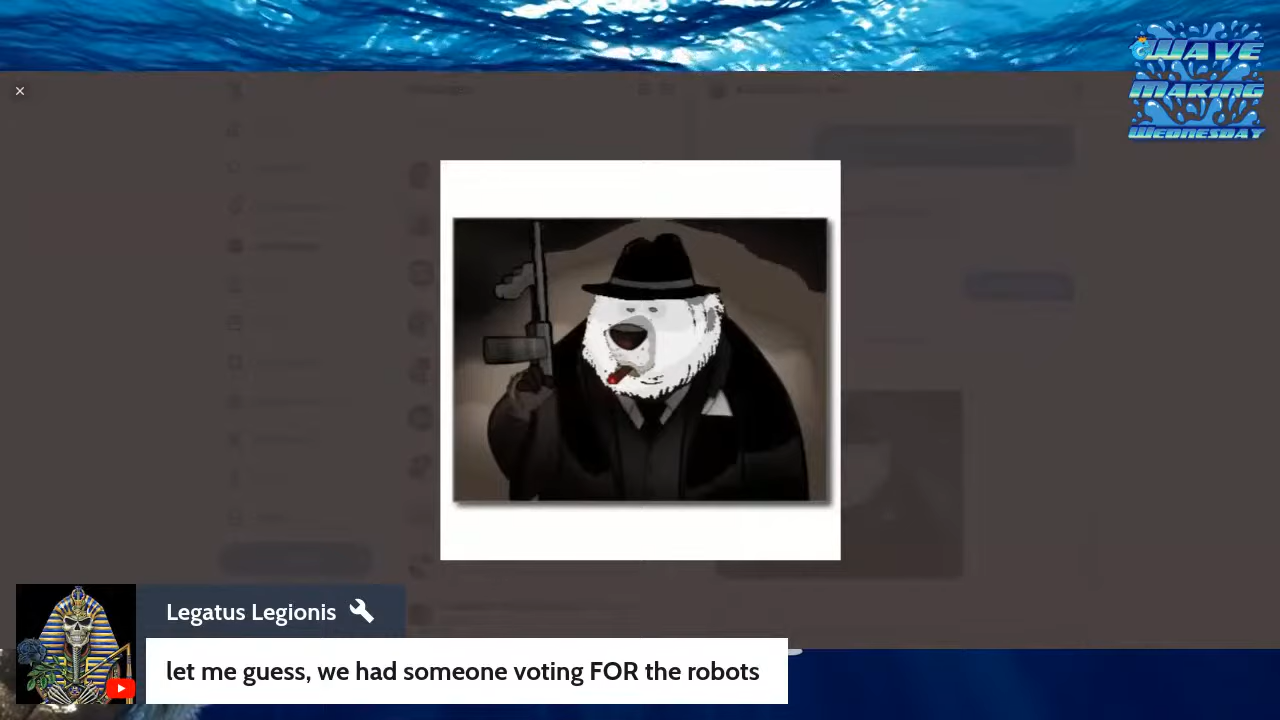 WAVE
MAKING
WEDNESDAY
Legatus Legionis
let me guess, we had someone voting FOR the robots